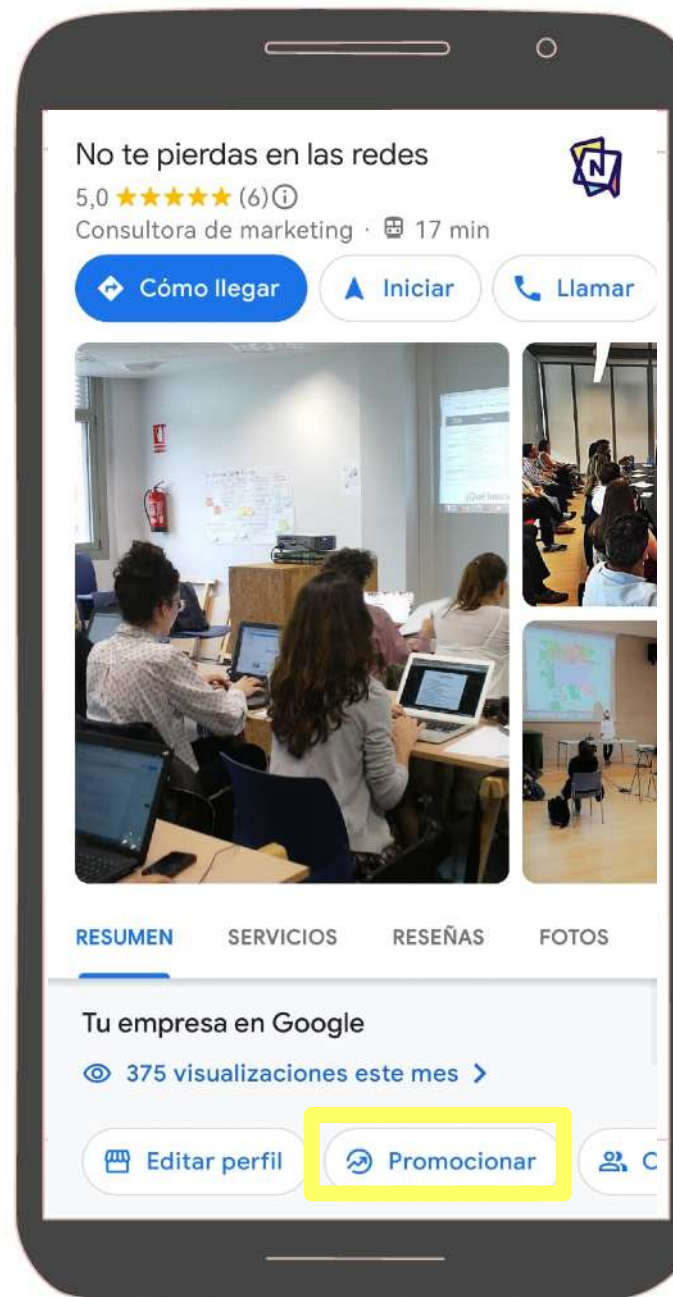 No te pierdas en las redes
N
5,0 ★★★★★ (6)
Consultora de marketing · 17 min
Cómo llegar Iniciar Llamar
RESUMEN SERVICIOS RESEÑAS FOTOS
Tu empresa en Google
375 visualizaciones este mes >
Editar perfil Promocionar C